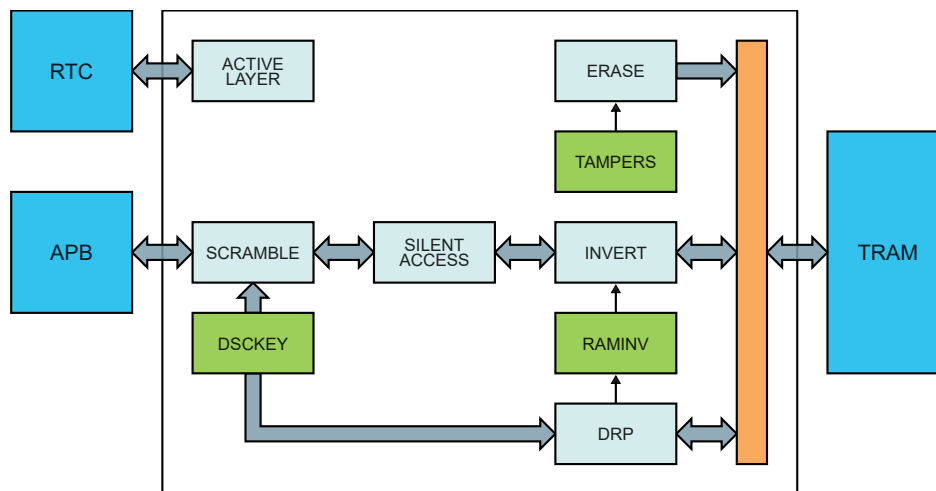 RTC
ACTIVE
LAYER
ERASE
TAMPERS
APB
SCRAMBLE
SILENT
ACCESS
INVERT
TRAM
DSCKEY
RAMINV
DRP